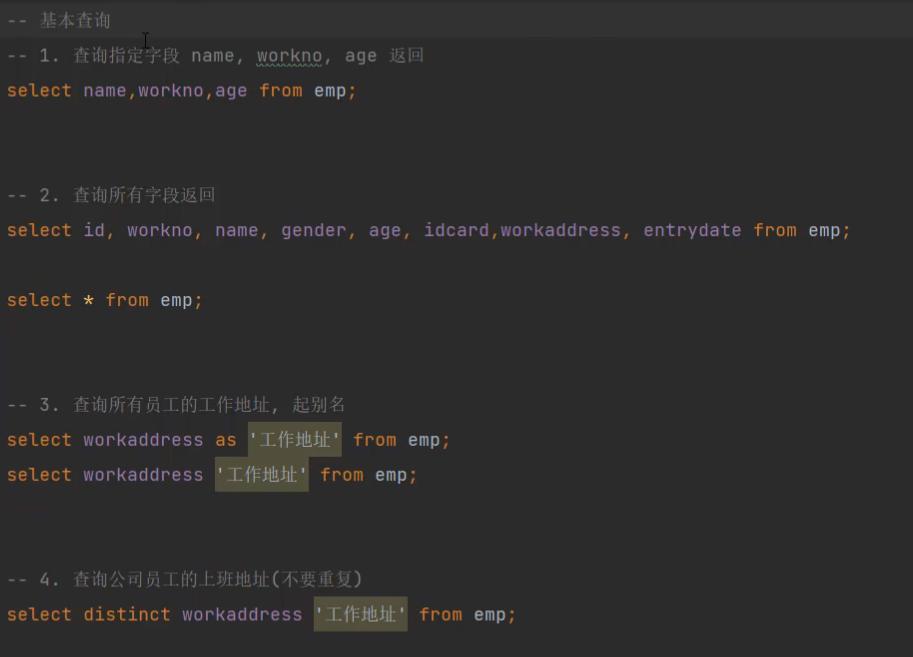 -- 基本查询
-- 1. 查询指定字段 name, workno, age 返回
select name,workno,age from emp;
-- 2. 查询所有字段返回
select id, workno, name, gender, age, idcard,workaddress, entrydate from emp;
select * from emp;
-- 3. 查询所有员工的工作地址, 起别名
select workaddress as '工作地址' from emp;
select workaddress '工作地址' from emp;
-- 4. 查询公司员工的上班地址(不要重复)
select distinct workaddress '工作地址' from emp;